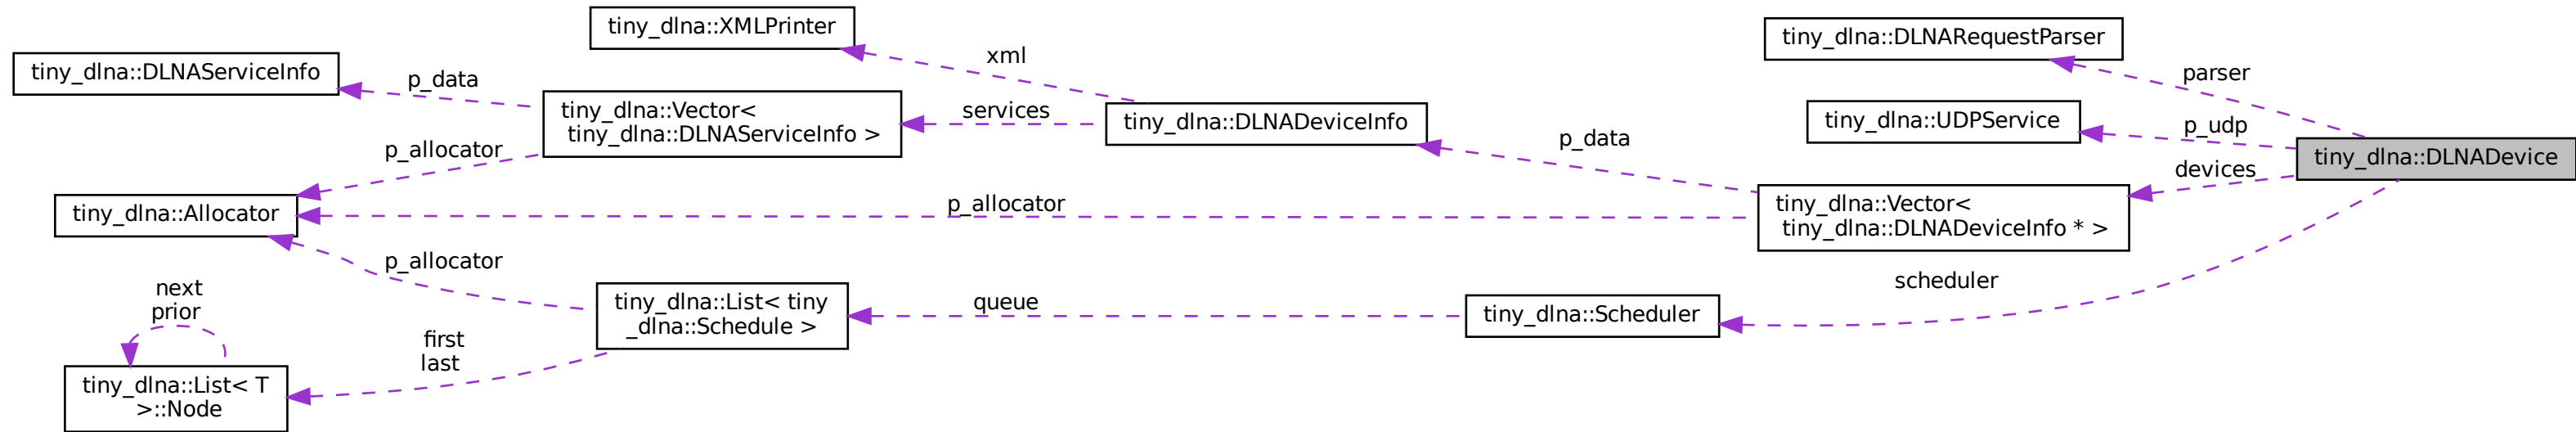 tiny_dlna::XMLPrinter
tiny_dlna::DLNARequestParser
xml
tiny_dlna::DLNAServiceInfo
p_data
parser
tiny_dlna::Vector<
tiny_dlna::DLNAServiceInfo >
services
tiny_dlna::DLNADeviceInfo
tiny_dlna::UDPService
p_udp
p_data
p_allocator
tiny_dlna::DLNADevice
devices
tiny_dlna::Allocator
p_allocator
tiny_dlna::Vector<
tiny_dlna::DLNADeviceInfo * >
p_allocator
scheduler
next
prior
tiny_dlna::List< tiny
_dlna::Schedule >
queue
tiny_dlna::Scheduler
first
last
tiny_dlna::List< T
>::Node